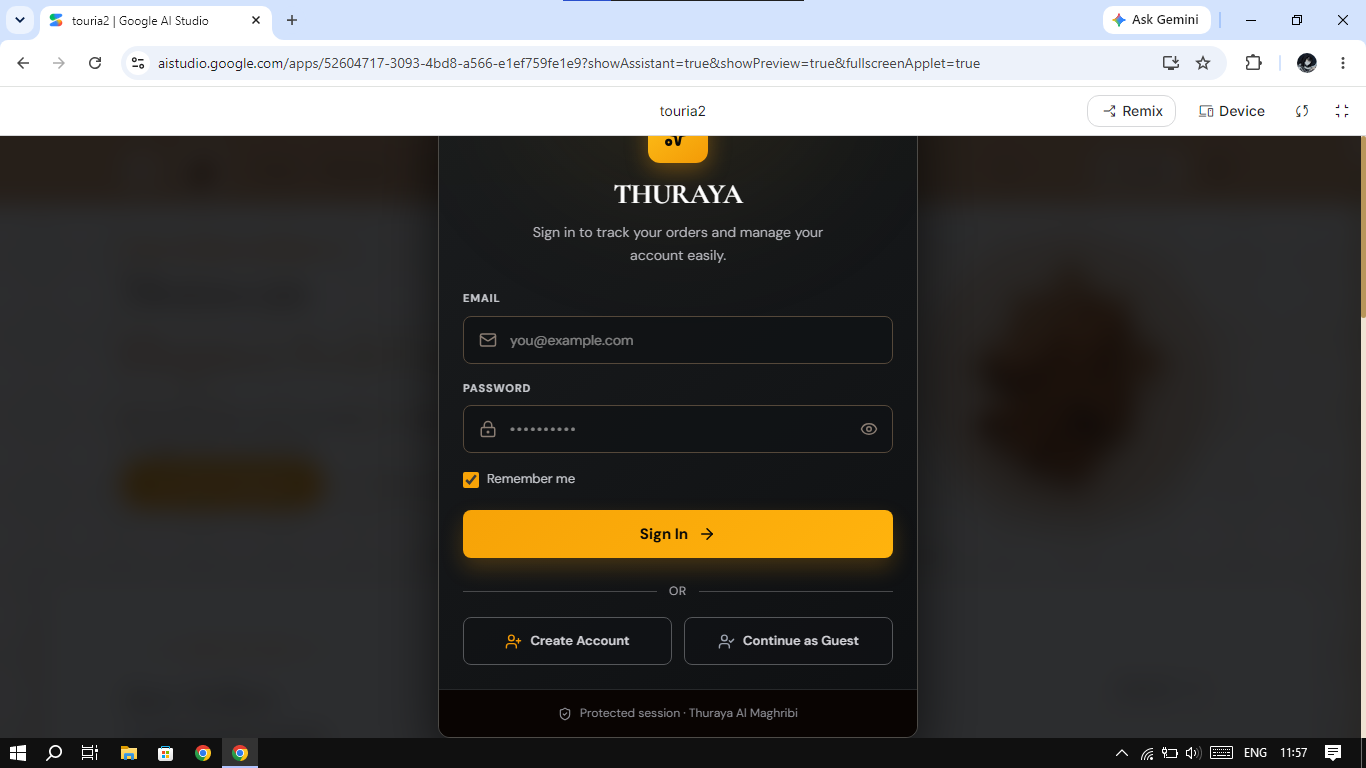 touria2 | Google AI Studio
Ask Gemini
aistudio.google.com/apps/52604717-3093-4bd8-a566-e1ef759fe1e9?showAssistant=true&showPreview=true&fullscreenApplet=true
touria2
Remix
Device
THURAYA
Sign in to track your orders and manage your
account easily.
EMAIL
you@example.com
PASSWORD
••••••••••
Remember me
Sign In
OR
Create Account
Continue as Guest
Protected session · Thuraya Al Maghribi
ENG
11:57